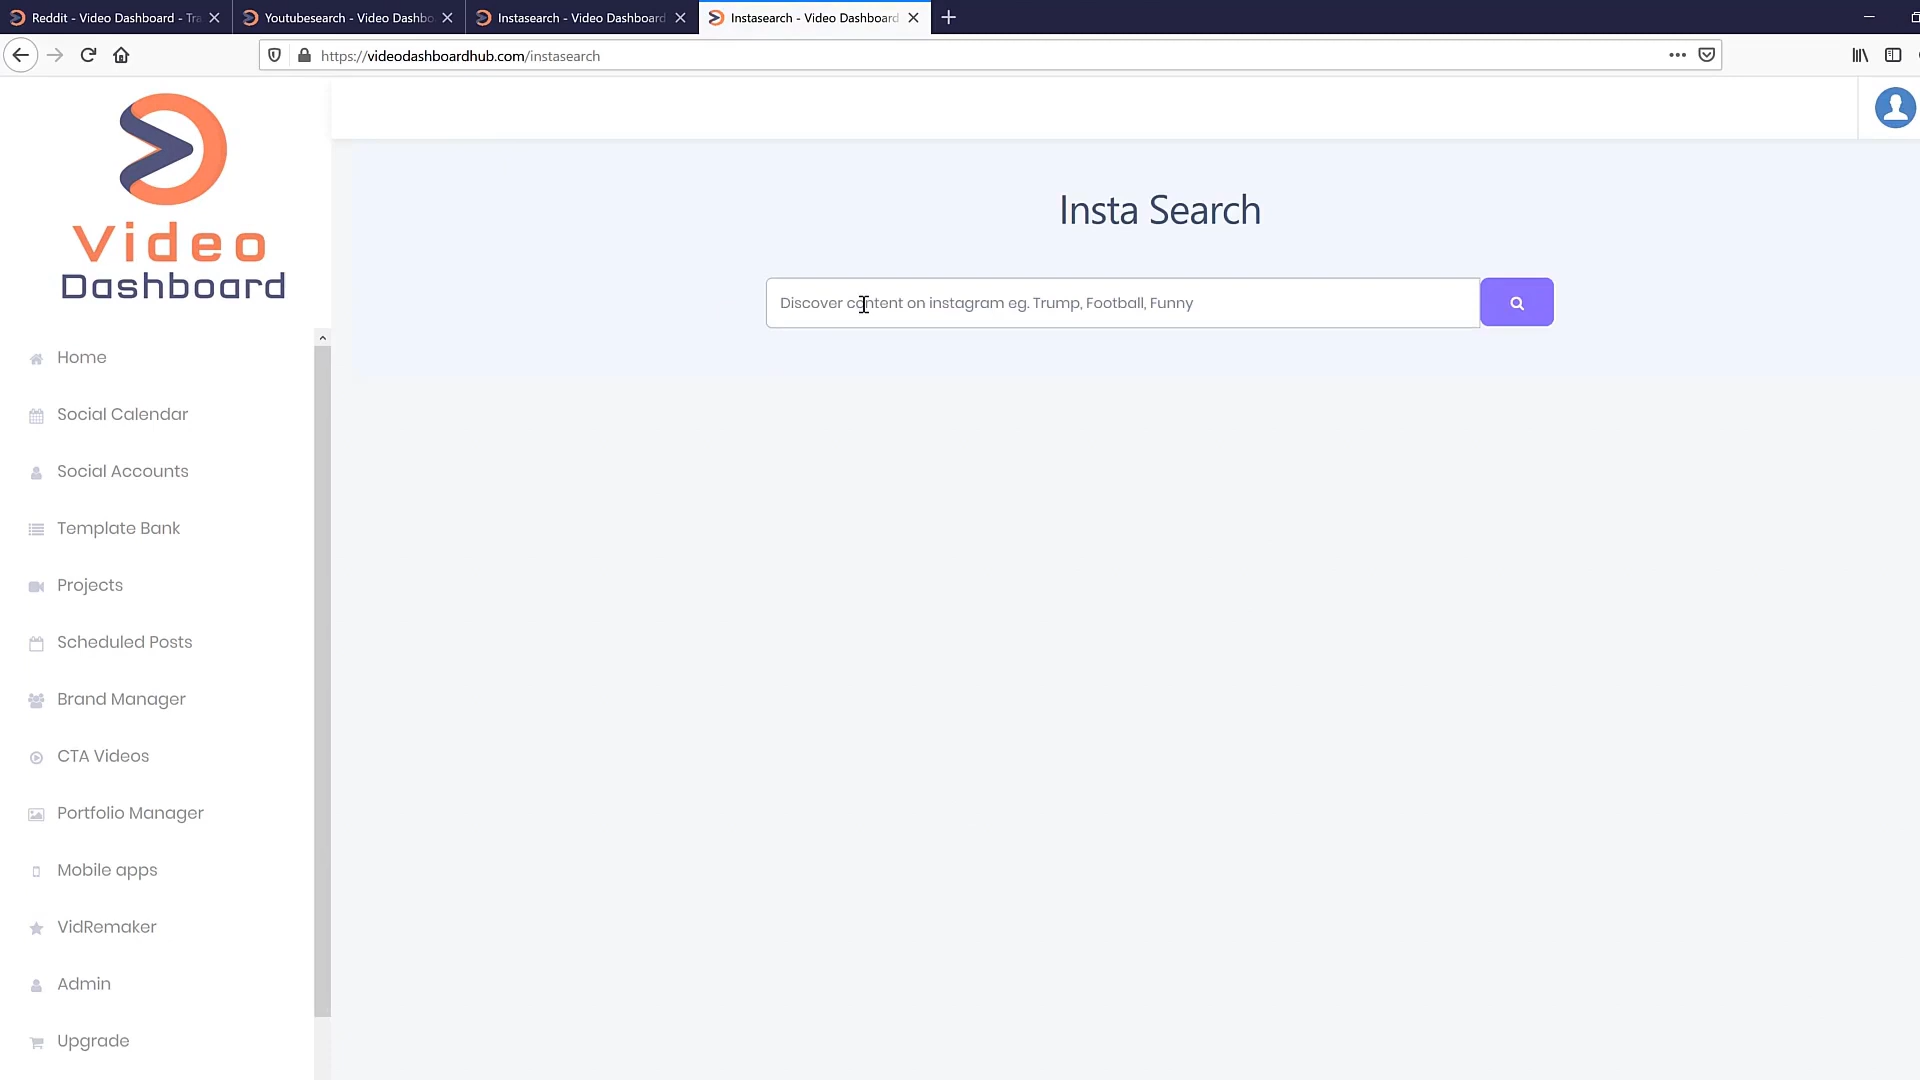 Reddit - Video Dashboard - Tra
Youtubesearch - Video Dashbo
Instasearch - Video Dashboard
Instasearch - Video Dashboard
https://videodashboardhub.com/instasearch
Video
Dashboard
Insta Search
Discover content on instagram eg. Trump, Football, Funny
Home
Social Calendar
Social Accounts
Template Bank
Projects
Scheduled Posts
Brand Manager
CTA Videos
Portfolio Manager
Mobile apps
VidRemaker
Admin
Upgrade